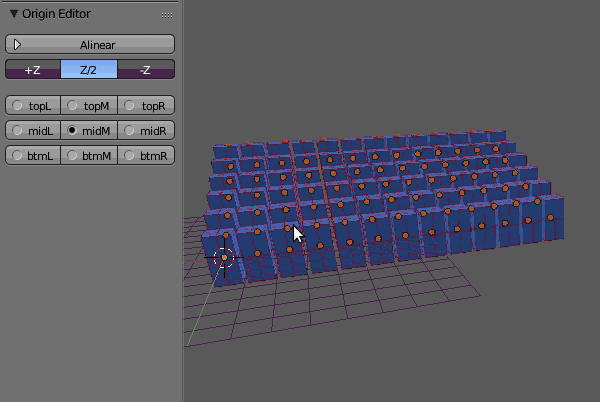 Origin Editor
Alinear
+Z Z/2 -Z
topL topM topR
midL midM midR
btmL btmM btmR